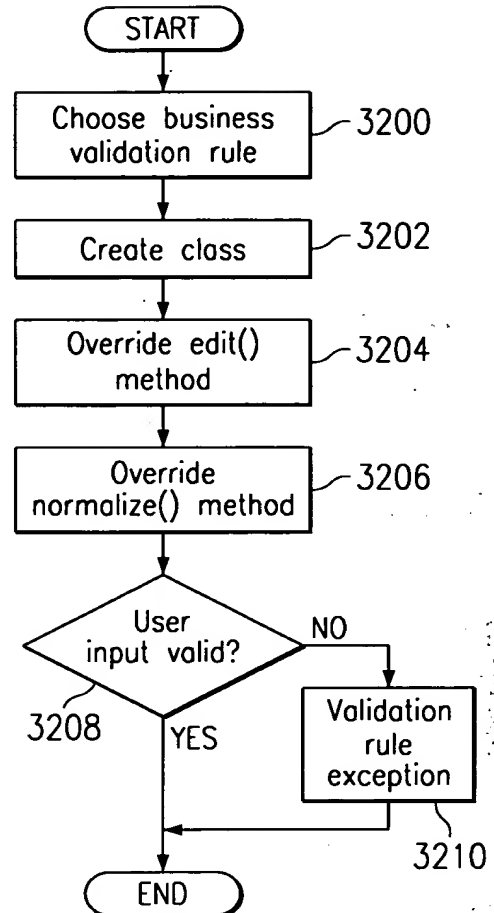 START
Choose business
validation rule
3200
Create class
3202
Override edit()
method
3204
Override
normalize() method
3206
User
input valid?
NO
3208
YES
Validation
rule
exception
3210
END